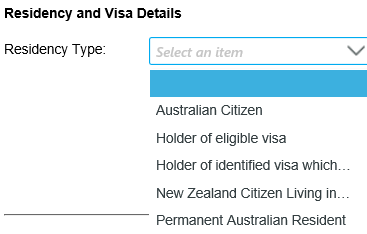 Residency and Visa Details
Residency Type:
Select an item
Australian Citizen
Holder of eligible visa
Holder of identified visa which...
New Zealand Citizen Living in...
Permanent Australian Resident